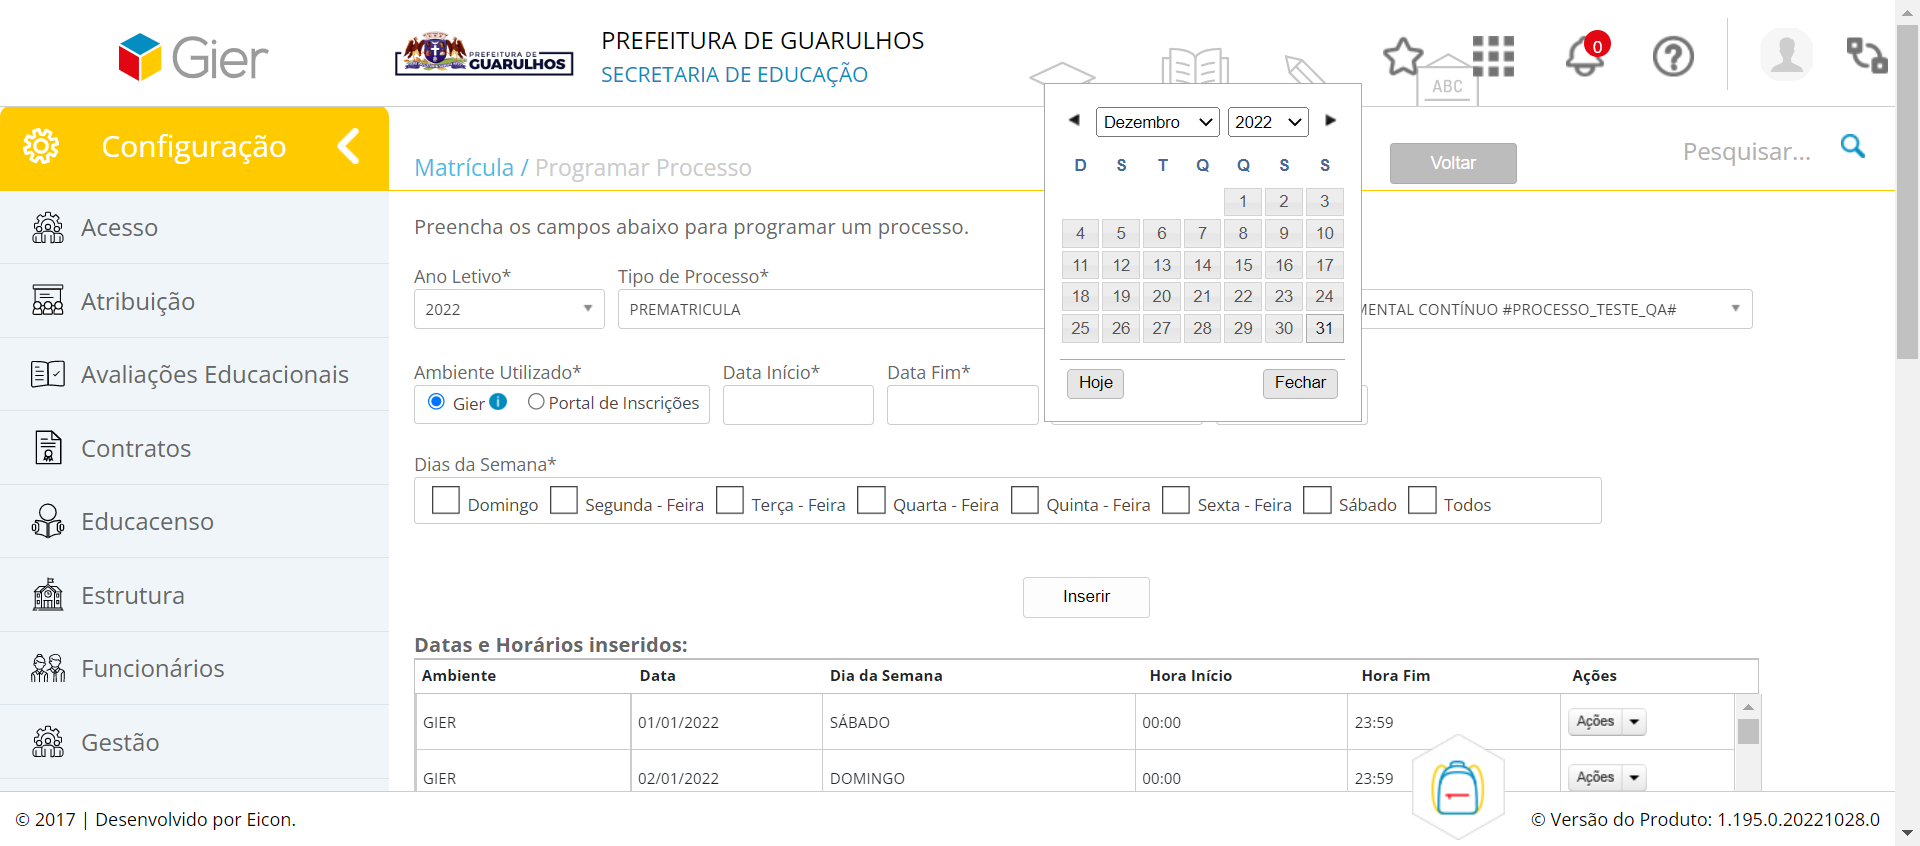 Gier
PREFEITURA DE
GUARULHOS
PREFEITURA DE GUARULHOS
SECRETARIA DE EDUCAÇÃO
ABC
0
Configuração
Matrícula / Programar Processo
Voltar
Pesquisar...
Dezembro 2022
D S T Q Q S S
1 2 3
4 5 6 7 8 9 10
11 12 13 14 15 16 17
18 19 20 21 22 23 24
25 26 27 28 29 30 31
Hoje Fechar
Acesso
Atribuição
Avaliações Educacionais
Contratos
Educacenso
Estrutura
Funcionários
Gestão
Preencha os campos abaixo para programar um processo.
Ano Letivo* Tipo de Processo*
2022 PREMATRICULA MENTAL CONTÍNUO #PROCESSO_TESTE_QA#
Ambiente Utilizado* Data Início* Data Fim*
Gier i Portal de Inscrições
Dias da Semana*
Domingo Segunda - Feira Terça - Feira Quarta - Feira Quinta - Feira Sexta - Feira Sábado Todos
Inserir
Datas e Horários inseridos:
Ambiente Data Dia da Semana Hora Início Hora Fim Ações
GIER 01/01/2022 SÁBADO 00:00 23:59 Ações
GIER 02/01/2022 DOMINGO 00:00 23:59 Ações
© 2017 | Desenvolvido por Eicon.
© Versão do Produto: 1.195.0.20221028.0